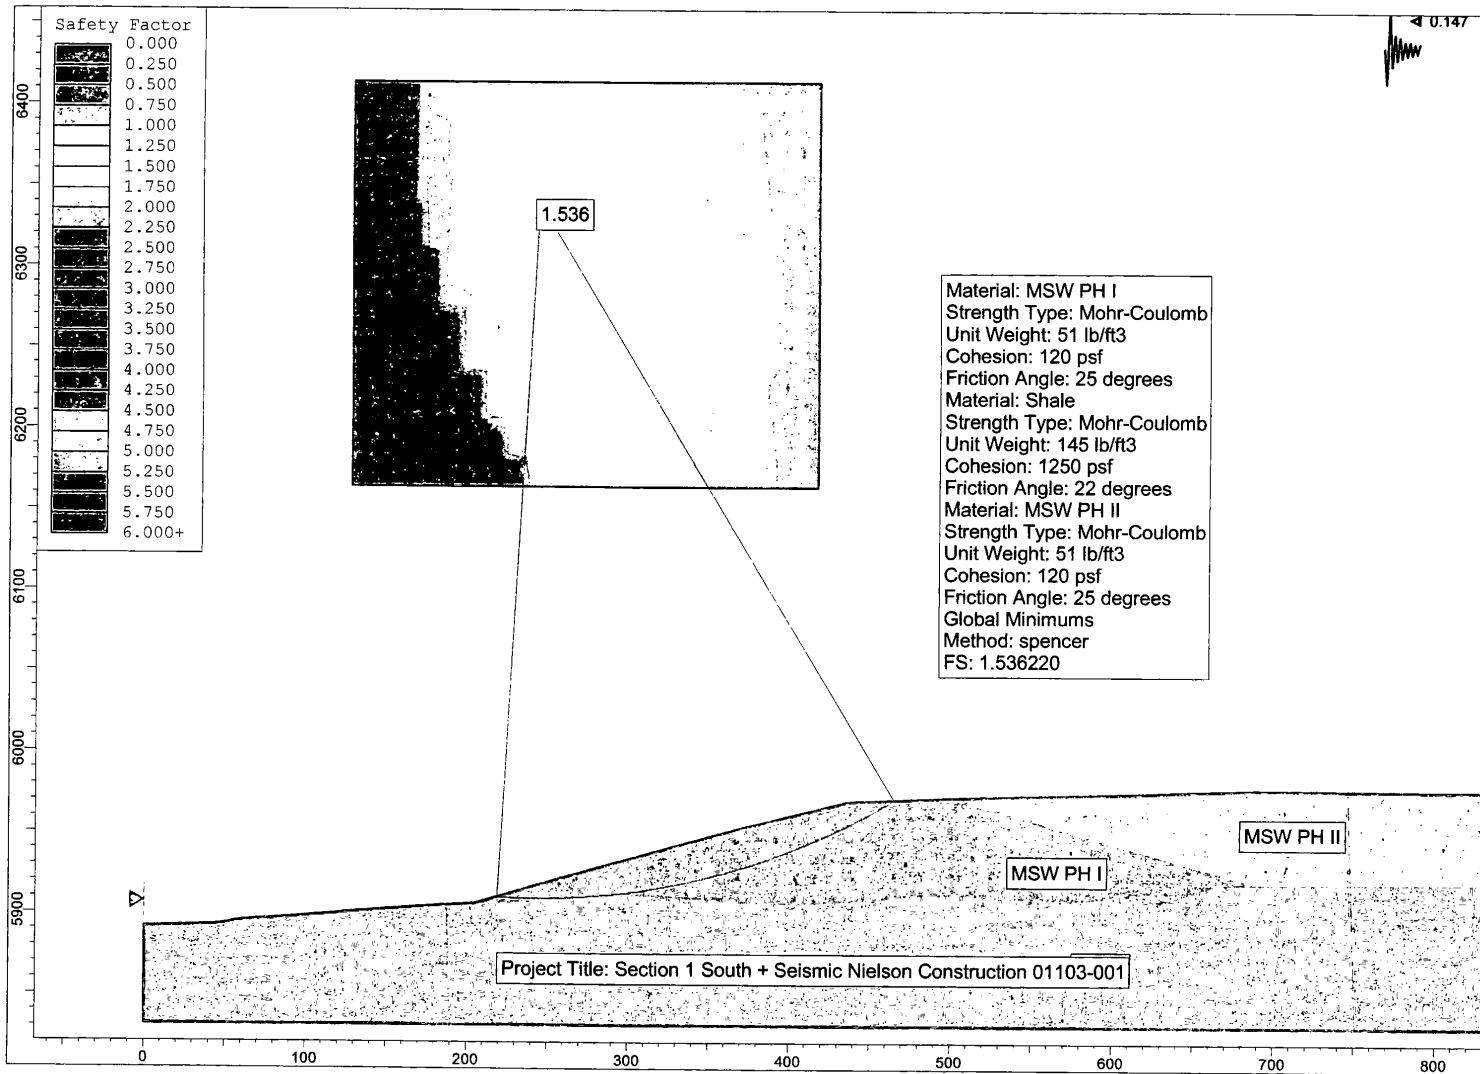 Safety Factor
0.000
0.250
0.500
0.750
1.000
1.250
1.500
1.750
2.000
2.250
2.500
2.750
3.000
3.250
3.500
3.750
4.000
4.250
4.500
4.750
5.000
5.250
5.500
5.750
6.000+
0.147
6400
6300
6200
6100
6000
5900
1.536
Material: MSW PH I
Strength Type: Mohr-Coulomb
Unit Weight: 51 lb/ft3
Cohesion: 120 psf
Friction Angle: 25 degrees
Material: Shale
Strength Type: Mohr-Coulomb
Unit Weight: 145 lb/ft3
Cohesion: 1250 psf
Friction Angle: 22 degrees
Material: MSW PH II
Strength Type: Mohr-Coulomb
Unit Weight: 51 lb/ft3
Cohesion: 120 psf
Friction Angle: 25 degrees
Global Minimums
Method: spencer
FS: 1.536220
MSW PH II
MSW PH I
Project Title: Section 1 South + Seismic Nielson Construction 01103-001
0 100 200 300 400 500 600 700 800